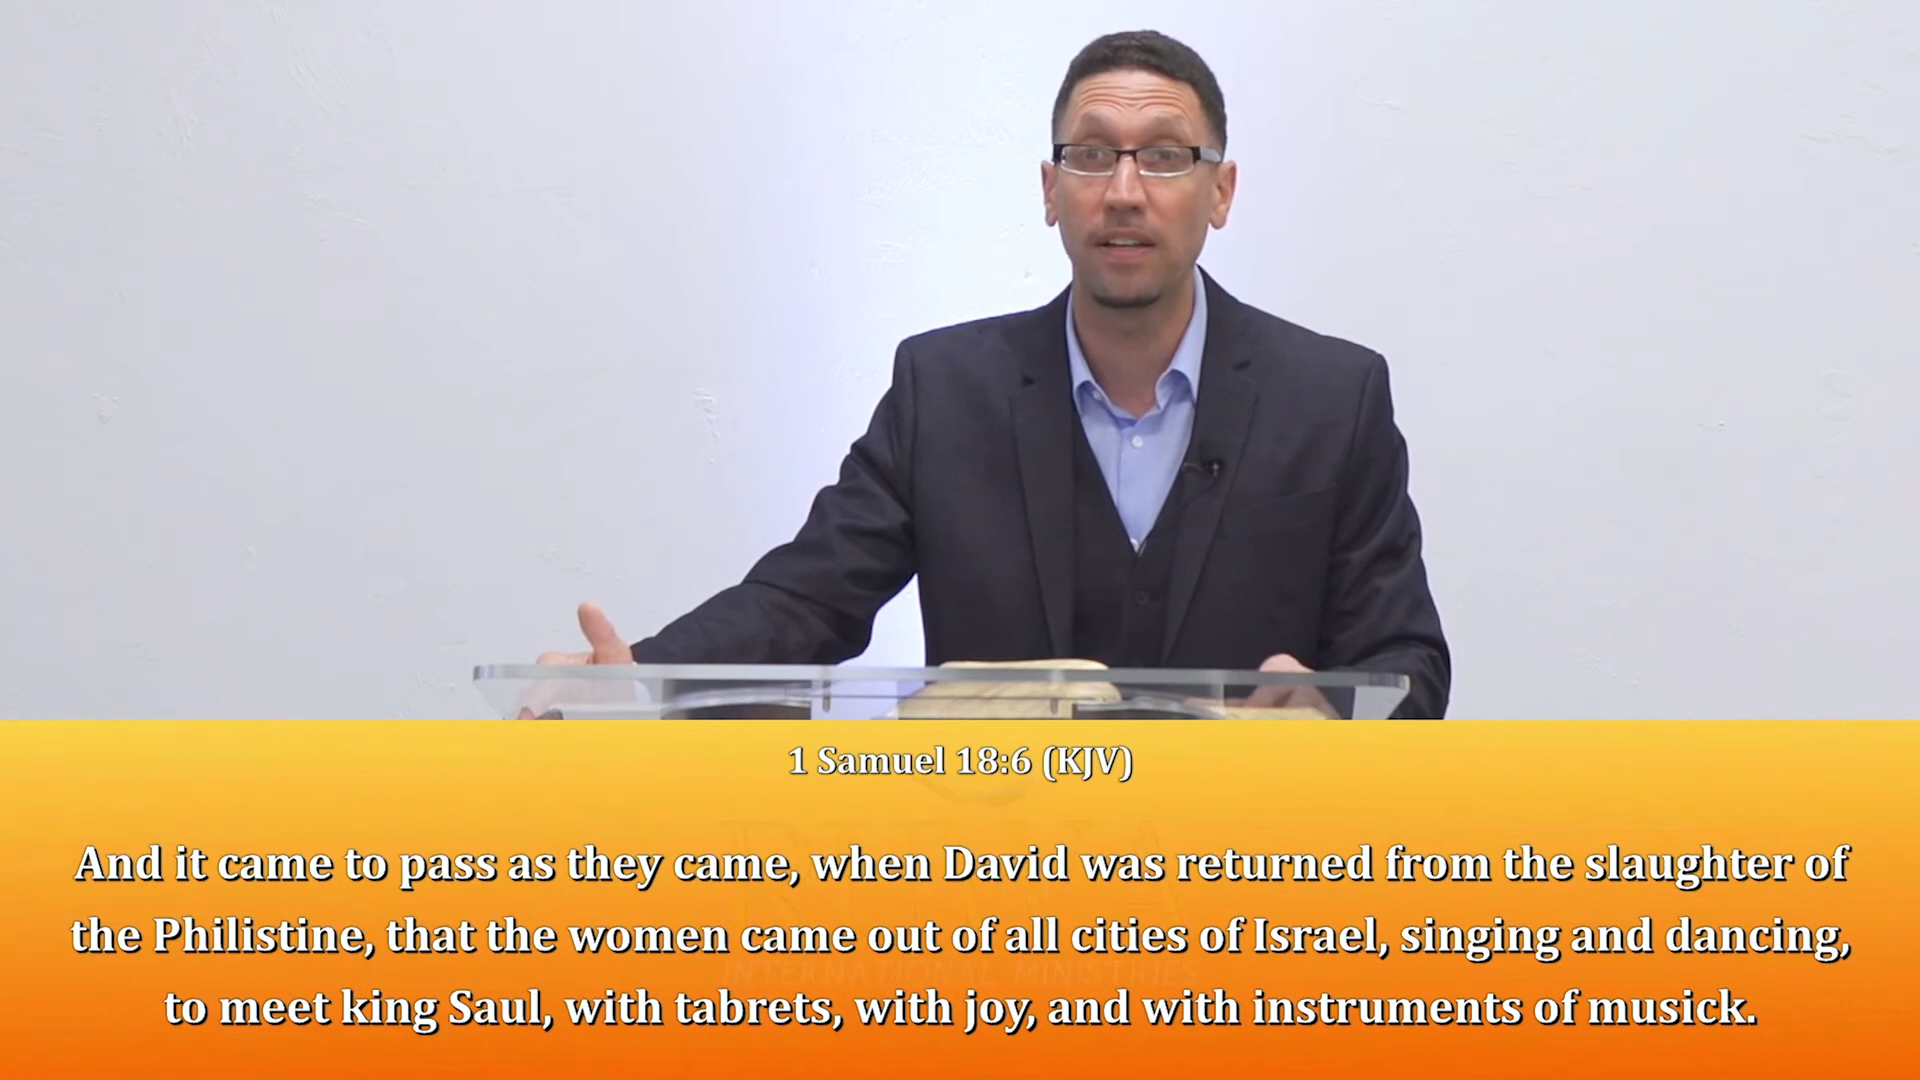 1 Samuel 18:6 (KJV)
And it came to pass as they came, when David was returned from the slaughter of
the Philistine, that the women came out of all cities of Israel, singing and dancing,
to meet king Saul, with tabrets, with joy, and with instruments of musick.
INTERNATIONAL MINISTRIES